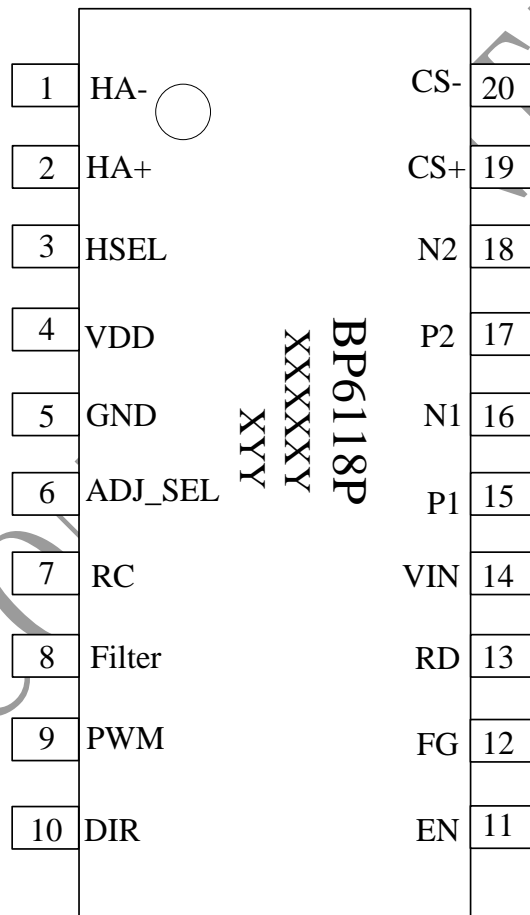 1 HA- CS- 20
2 HA+ CS+ 19
3 HSEL N2 18
4 VDD P2 17
5 GND N1 16
6 ADJ_SEL P1 15
7 RC VIN 14
8 Filter RD 13
9 PWM FG 12
10 DIR EN 11
BP6118P
XXXXXXY
XYY